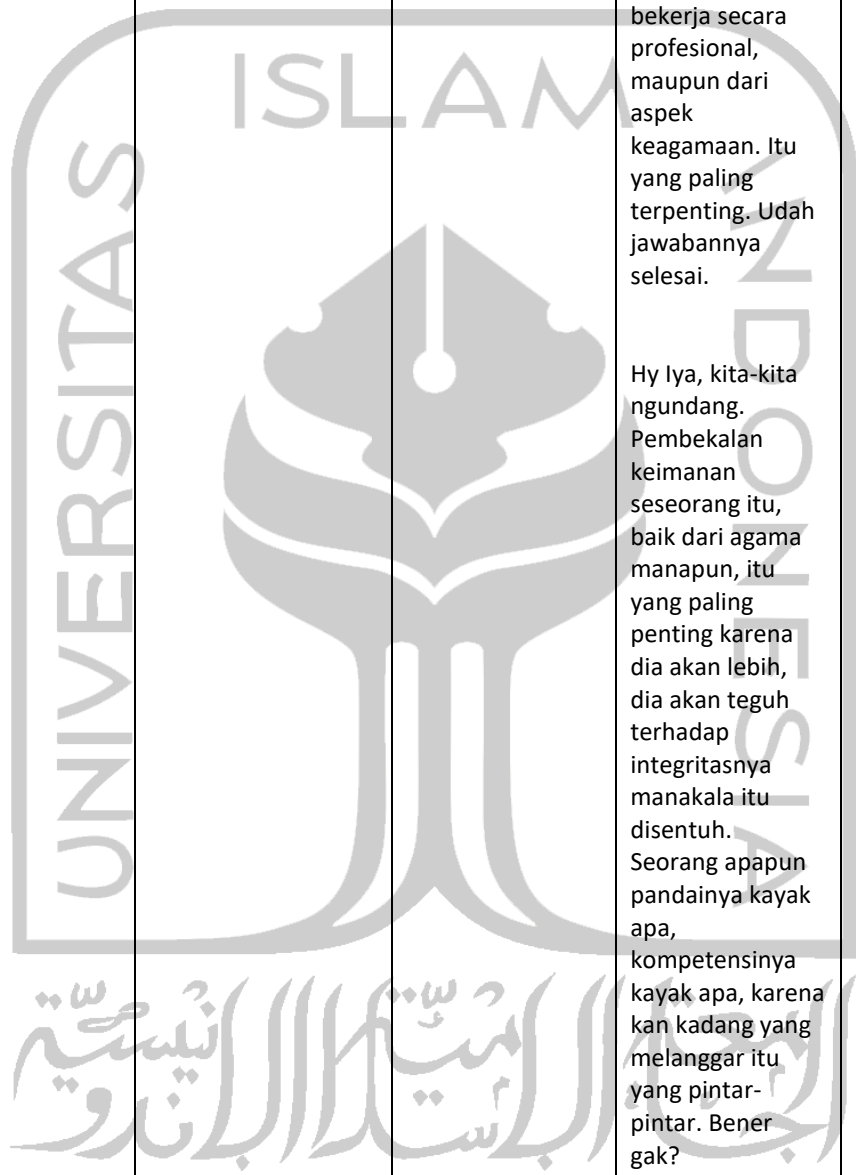 bekerja secara
profesional,
maupun dari
aspek
keagamaan. Itu
yang paling
terpenting. Udah
jawabannya
selesai.
Hy Iya, kita-kita
ngundang.
Pembekalan
keimanan
seseorang itu,
baik dari agama
manapun, itu
yang paling
penting karena
dia akan lebih,
dia akan teguh
terhadap
integritasnya
manakala itu
disentuh.
Seorang apapun
pandainya kayak
apa,
kompetensinya
kayak apa, karena
kan kadang yang
melanggar itu
yang pintar-
pintar. Bener
gak?
UNIVERSITAS
ISLAM
INDONESIA